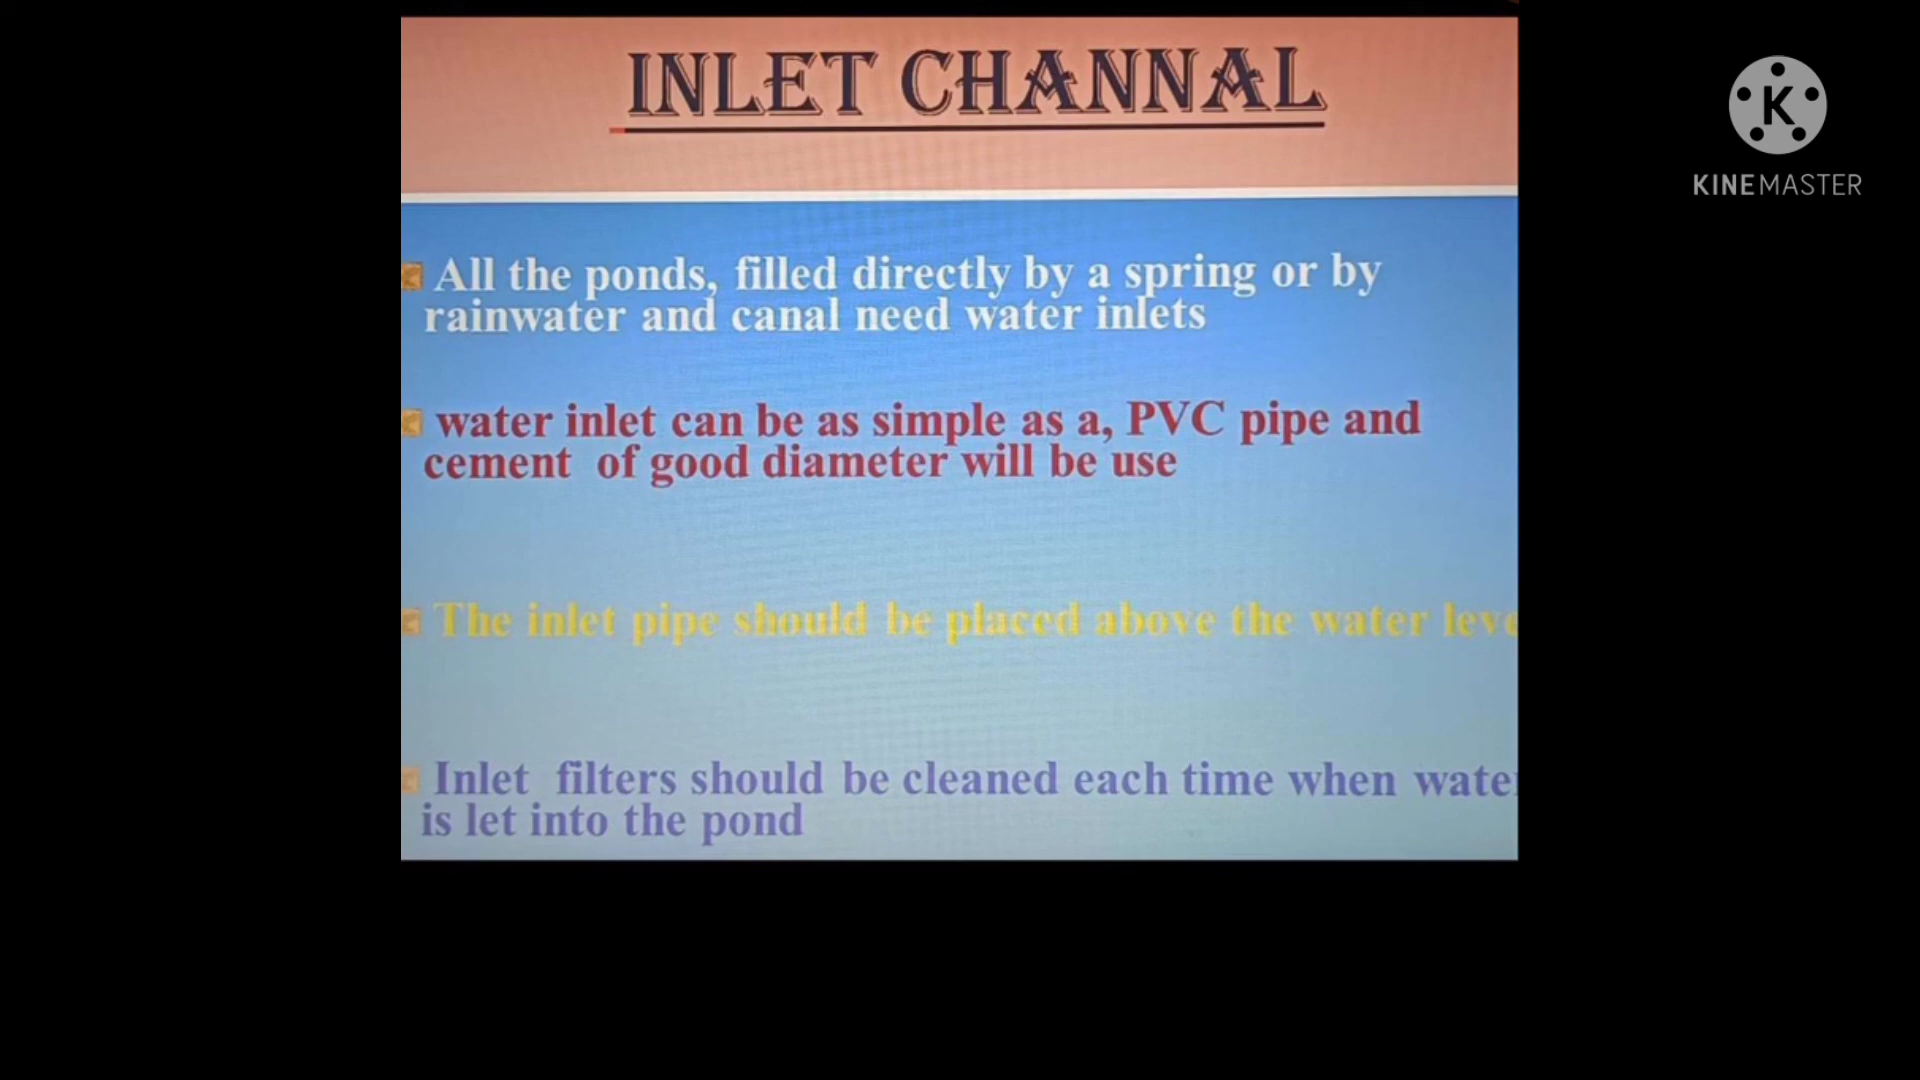 INLET CHANNAL
K
KINEMASTER
All the ponds, filled directly by a spring or by
rainwater and canal need water inlets
water inlet can be as simple as a, PVC pipe and
cement of good diameter will be use
The inlet pipe should be placed above the water leve
Inlet filters should be cleaned each time when wate
is let into the pond